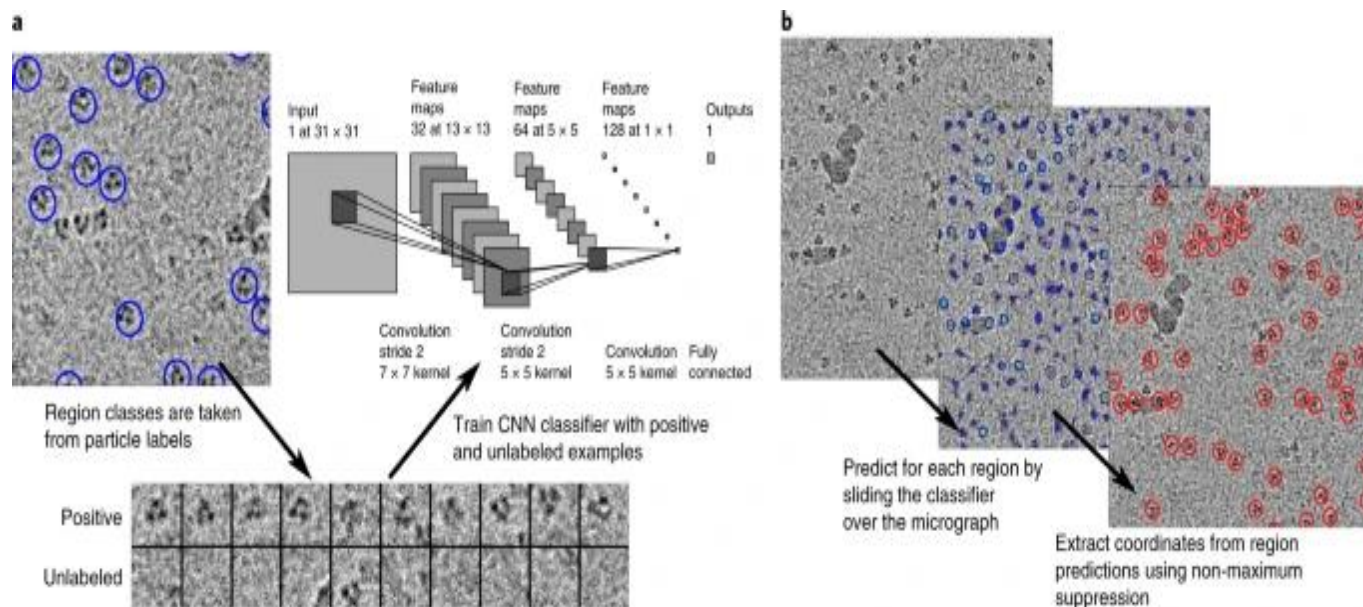 a
Input
1 at 31 × 31
Feature
maps
32 at 13 × 13
Feature
maps
64 at 5 × 5
Feature
maps
128 at 1 × 1
Outputs
1
Convolution
stride 2
7 × 7 kernel
Convolution
stride 2
5 × 5 kernel
Convolution
5 × 5 kernel
Fully
connected
Region classes are taken
from particle labels
Train CNN classifier with positive
and unlabeled examples
Positive
Unlabeled
b
Predict for each region by
sliding the classifier
over the micrograph
Extract coordinates from region
predictions using non-maximum
suppression